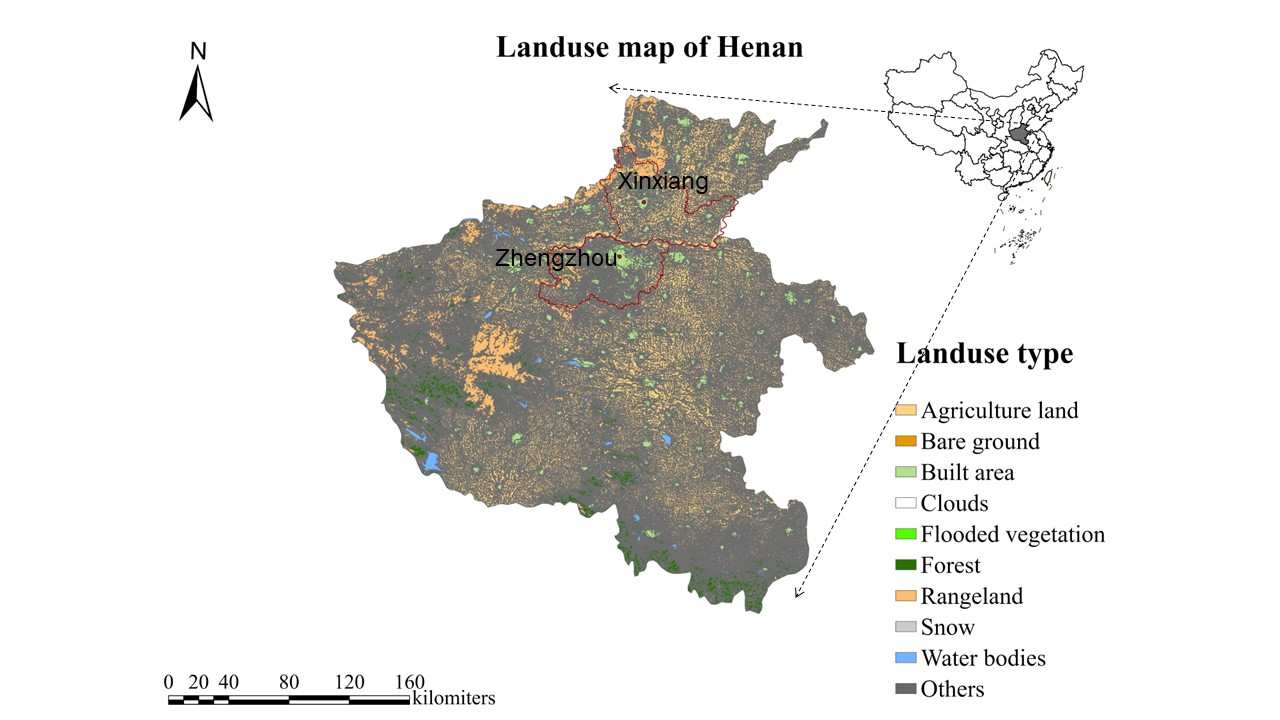 Landuse map of Henan
N
Xinxiang
Zhengzhou
Landuse type
Agriculture land
Bare ground
Built area
Clouds
Flooded vegetation
Forest
Rangeland
Snow
Water bodies
Others
0 20 40 80 120 160
kilomiters